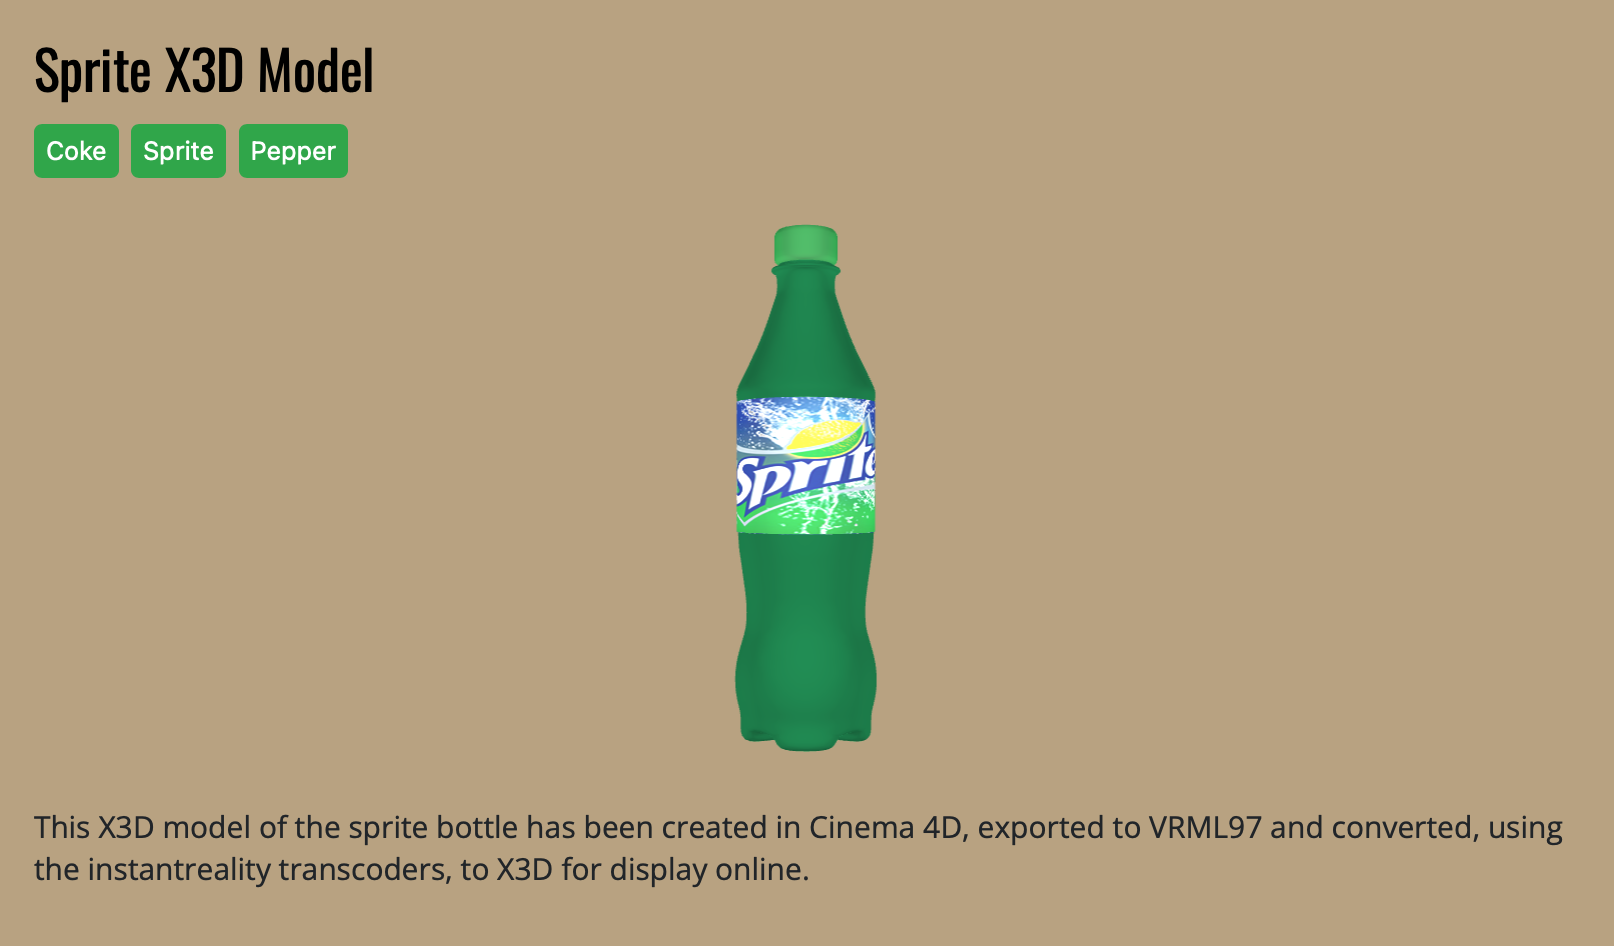 Sprite X3D Model
Coke Sprite Pepper
Sprite
This X3D model of the sprite bottle has been created in Cinema 4D, exported to VRML97 and converted, using
the instantreality transcoders, to X3D for display online.